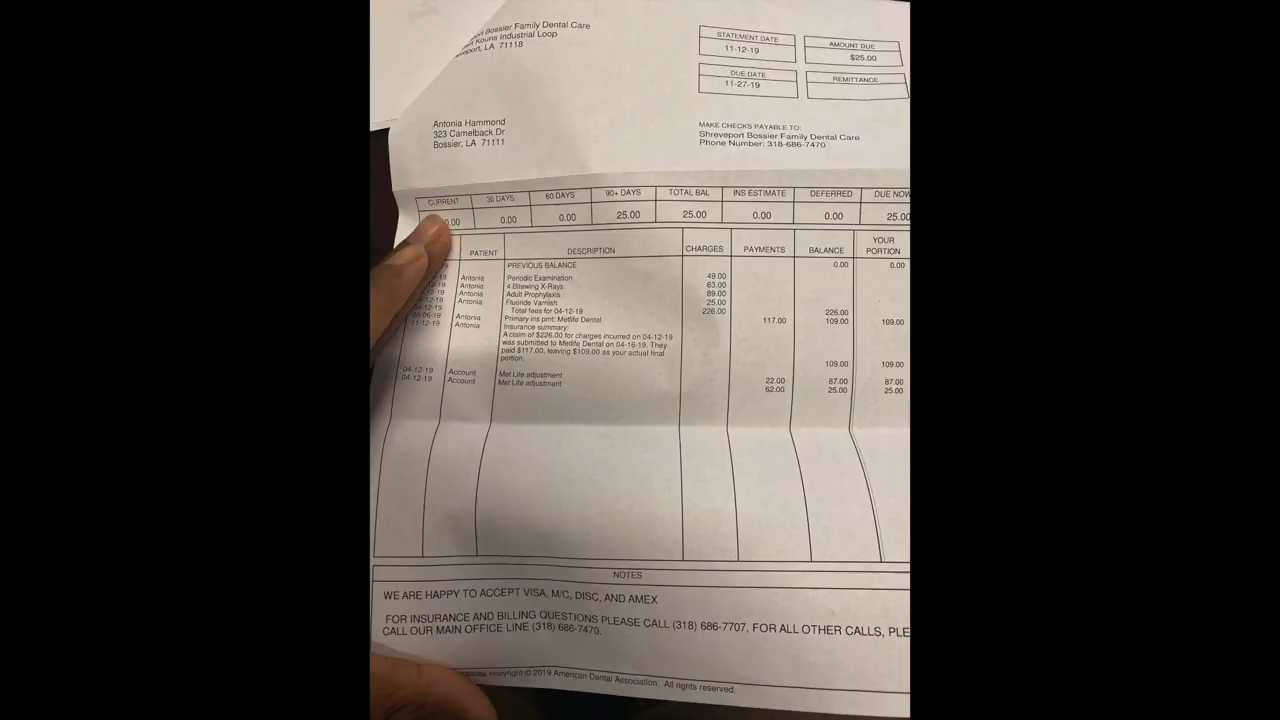 Bossier Family Dental Care
Kouns Industrial Loop
LA 71118
STATEMENT DATE
11-12-19
AMOUNT DUE
$25.00
DUE DATE
11-27-19
REMITTANCE
Antonia Hammond
323 Camelback Dr
Bossier, LA 71111
MAKE CHECKS PAYABLE TO:
Shreveport Bossier Family Dental Care
Phone Number: 318-686-7470
CURRENT 30 DAYS 60 DAYS 90+ DAYS TOTAL BAL INS ESTIMATE DEFERRED DUE NOW
0.00 0.00 25.00 25.00 0.00 0.00 25.00
PATIENT DESCRIPTION CHARGES PAYMENTS BALANCE YOUR PORTION
PREVIOUS BALANCE 0.00 0.00
Antonia Periodic Examination 49.00
Antonia 4 Bitewing X-Rays 63.00
Antonia Adult Prophylaxis 89.00
Antonia Fluoride Varnish 25.00
Total fees for 04-12-19 226.00 226.00
Antonia Primary ins pmt: Metlife Dental 117.00 109.00 109.00
11-12-19 Antonia Insurance summary:
A claim of $226.00 for charges incurred on 04-12-19
was submitted to Metlife Dental on 04-16-19. They
paid $117.00, leaving $109.00 as your actual final
portion. 109.00 109.00
04-12-19 Account Met Life adjustment 22.00 87.00 87.00
04-12-19 Account Met Life adjustment 62.00 25.00 25.00
NOTES
WE ARE HAPPY TO ACCEPT VISA, M/C, DISC, AND AMEX
FOR INSURANCE AND BILLING QUESTIONS PLEASE CALL (318) 686-7707, FOR ALL OTHER CALLS, PLE
CALL OUR MAIN OFFICE LINE (318) 686-7470.
copyright © 2019 American Dental Association. All rights reserved.